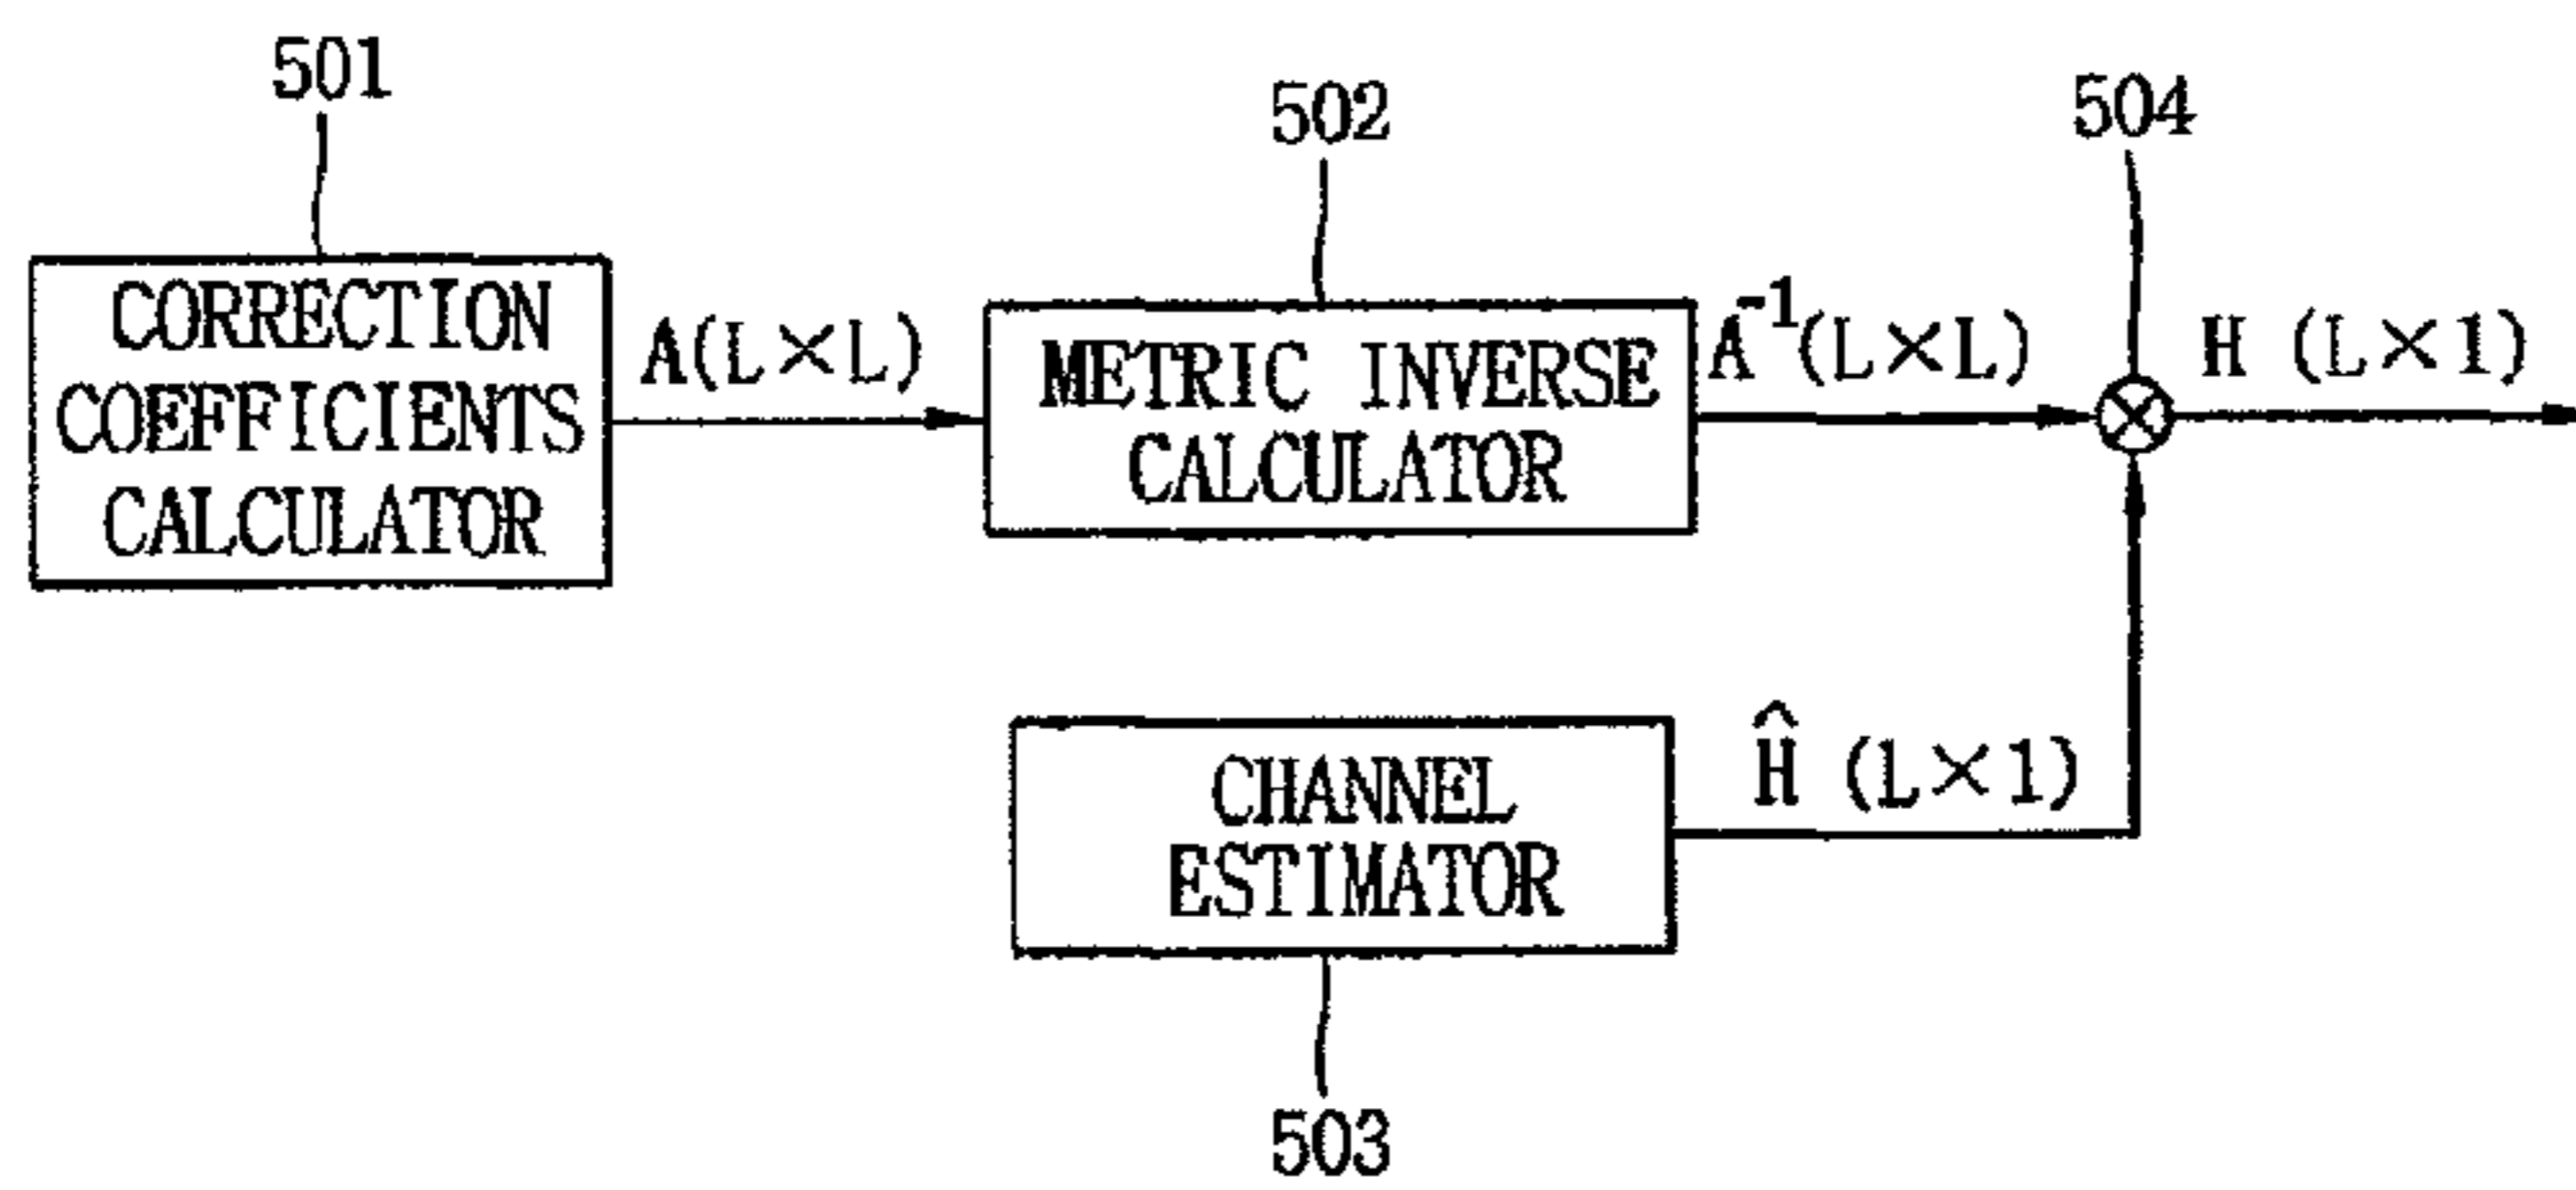 501
502
504
CORRECTION
COEFFICIENTS
CALCULATOR
A(L×L)
METRIC INVERSE
CALCULATOR
A⁻¹(L×L)
H (L×1)
CHANNEL
ESTIMATOR
Ĥ (L×1)
503